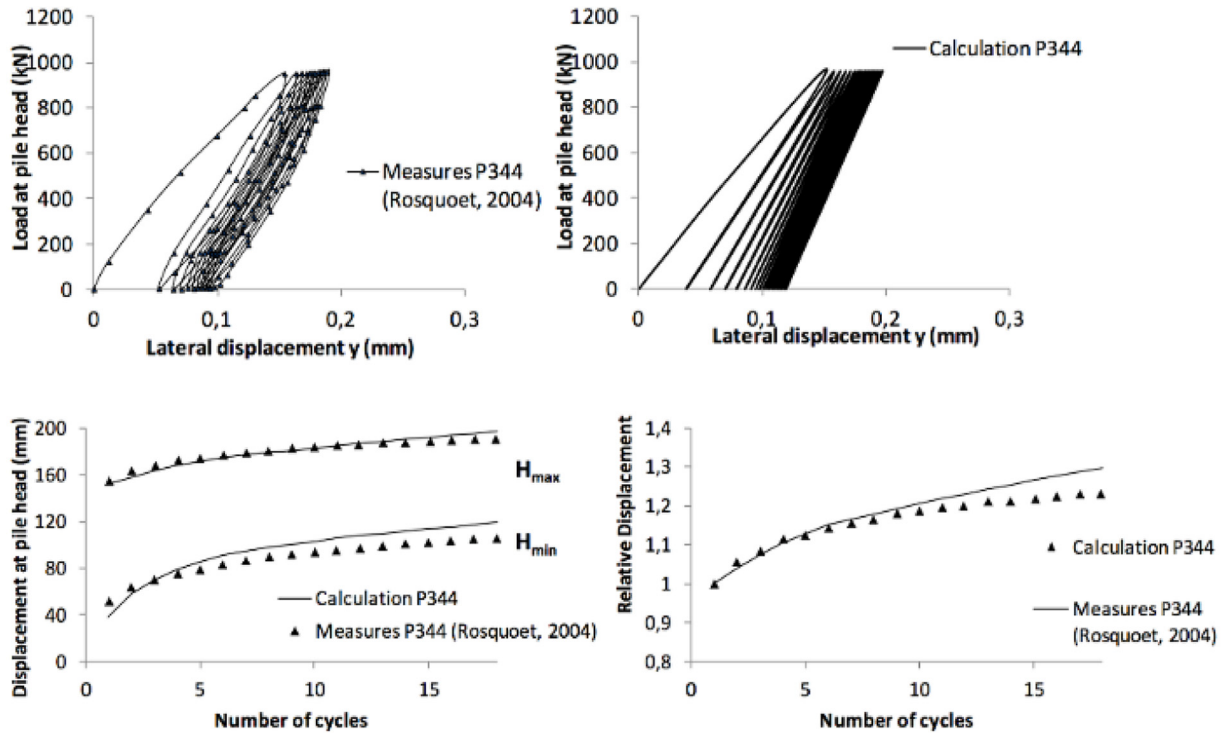 1200
1000
800
600
400
200
0
Load at pile head (kN)
Measures P344
(Rosquoet, 2004)
0 0,1 0,2 0,3
Lateral displacement y (mm)
1200
1000
800
600
400
200
0
Load at pile head (kN)
Calculation P344
0 0,1 0,2 0,3
Lateral displacement y (mm)
200
160
120
80
40
0
Displacement at pile head (mm)
Hmax
Hmin
Calculation P344
Measures P344 (Rosquoet, 2004)
0 5 10 15
Number of cycles
1,4
1,3
1,2
1,1
1
0,9
0,8
Relative Displacement
Calculation P344
Measures P344
(Rosquoet, 2004)
0 5 10 15
Number of cycles